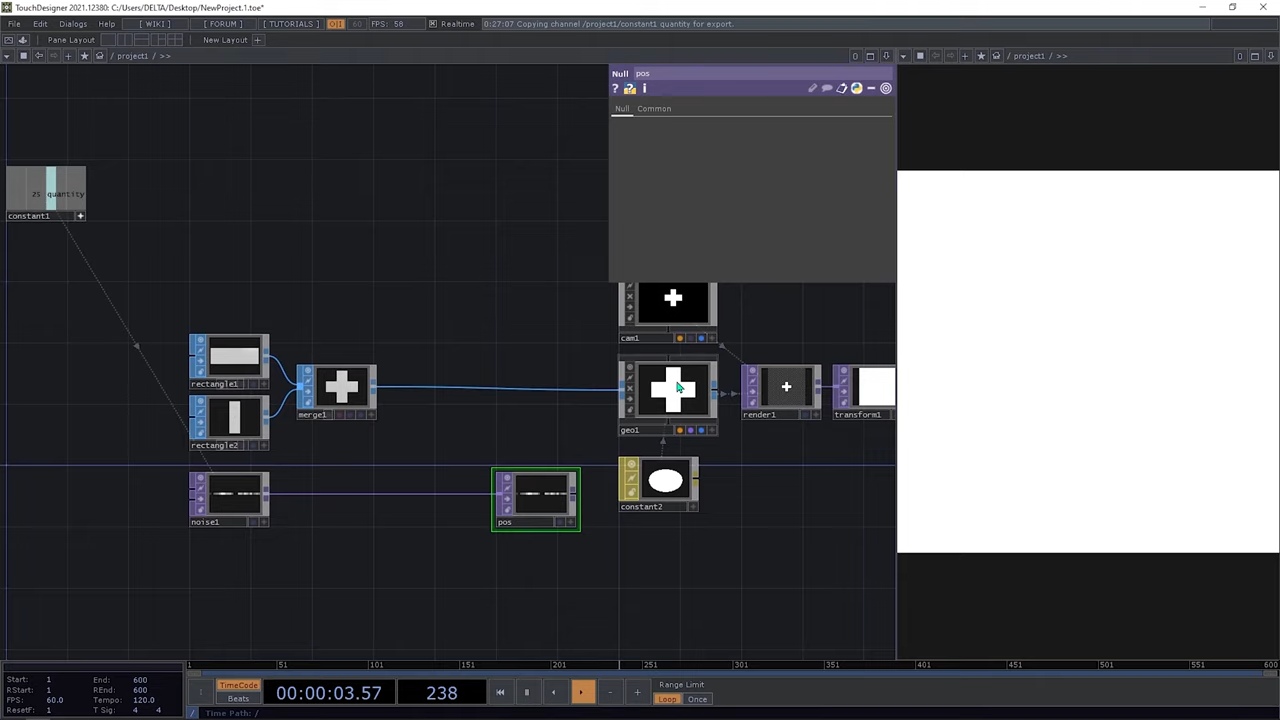 TouchDesigner 2021.12380: C:/Users/DELTA/Desktop/NewProject.1.toe*
File Edit Dialogs Help [ WIKI ] [ FORUM ] [ TUTORIALS ] O|I FPS: 58 Realtime 0:27:07 Copying channel /project1/constant1 quantity for export.
Pane Layout New Layout +
/ project1 / >> 0 / project1 / >> 0
Null pos
? ? i
Null Common
25 quantity
constant1
cam1
rectangle1
merge1
geo1
render1
transform1
rectangle2
constant2
noise1
pos
1 51 101 151 201 251 301 351 401 451 501 551 600
Start: 1 End: 600
RStart: 1 REnd: 600
FPS: 60.0 Tempo: 120.0
ResetF: 1 T Sig: 4 4
TimeCode
Beats
00:00:03.57
238
Range Limit
Loop Once
/ Time Path: /